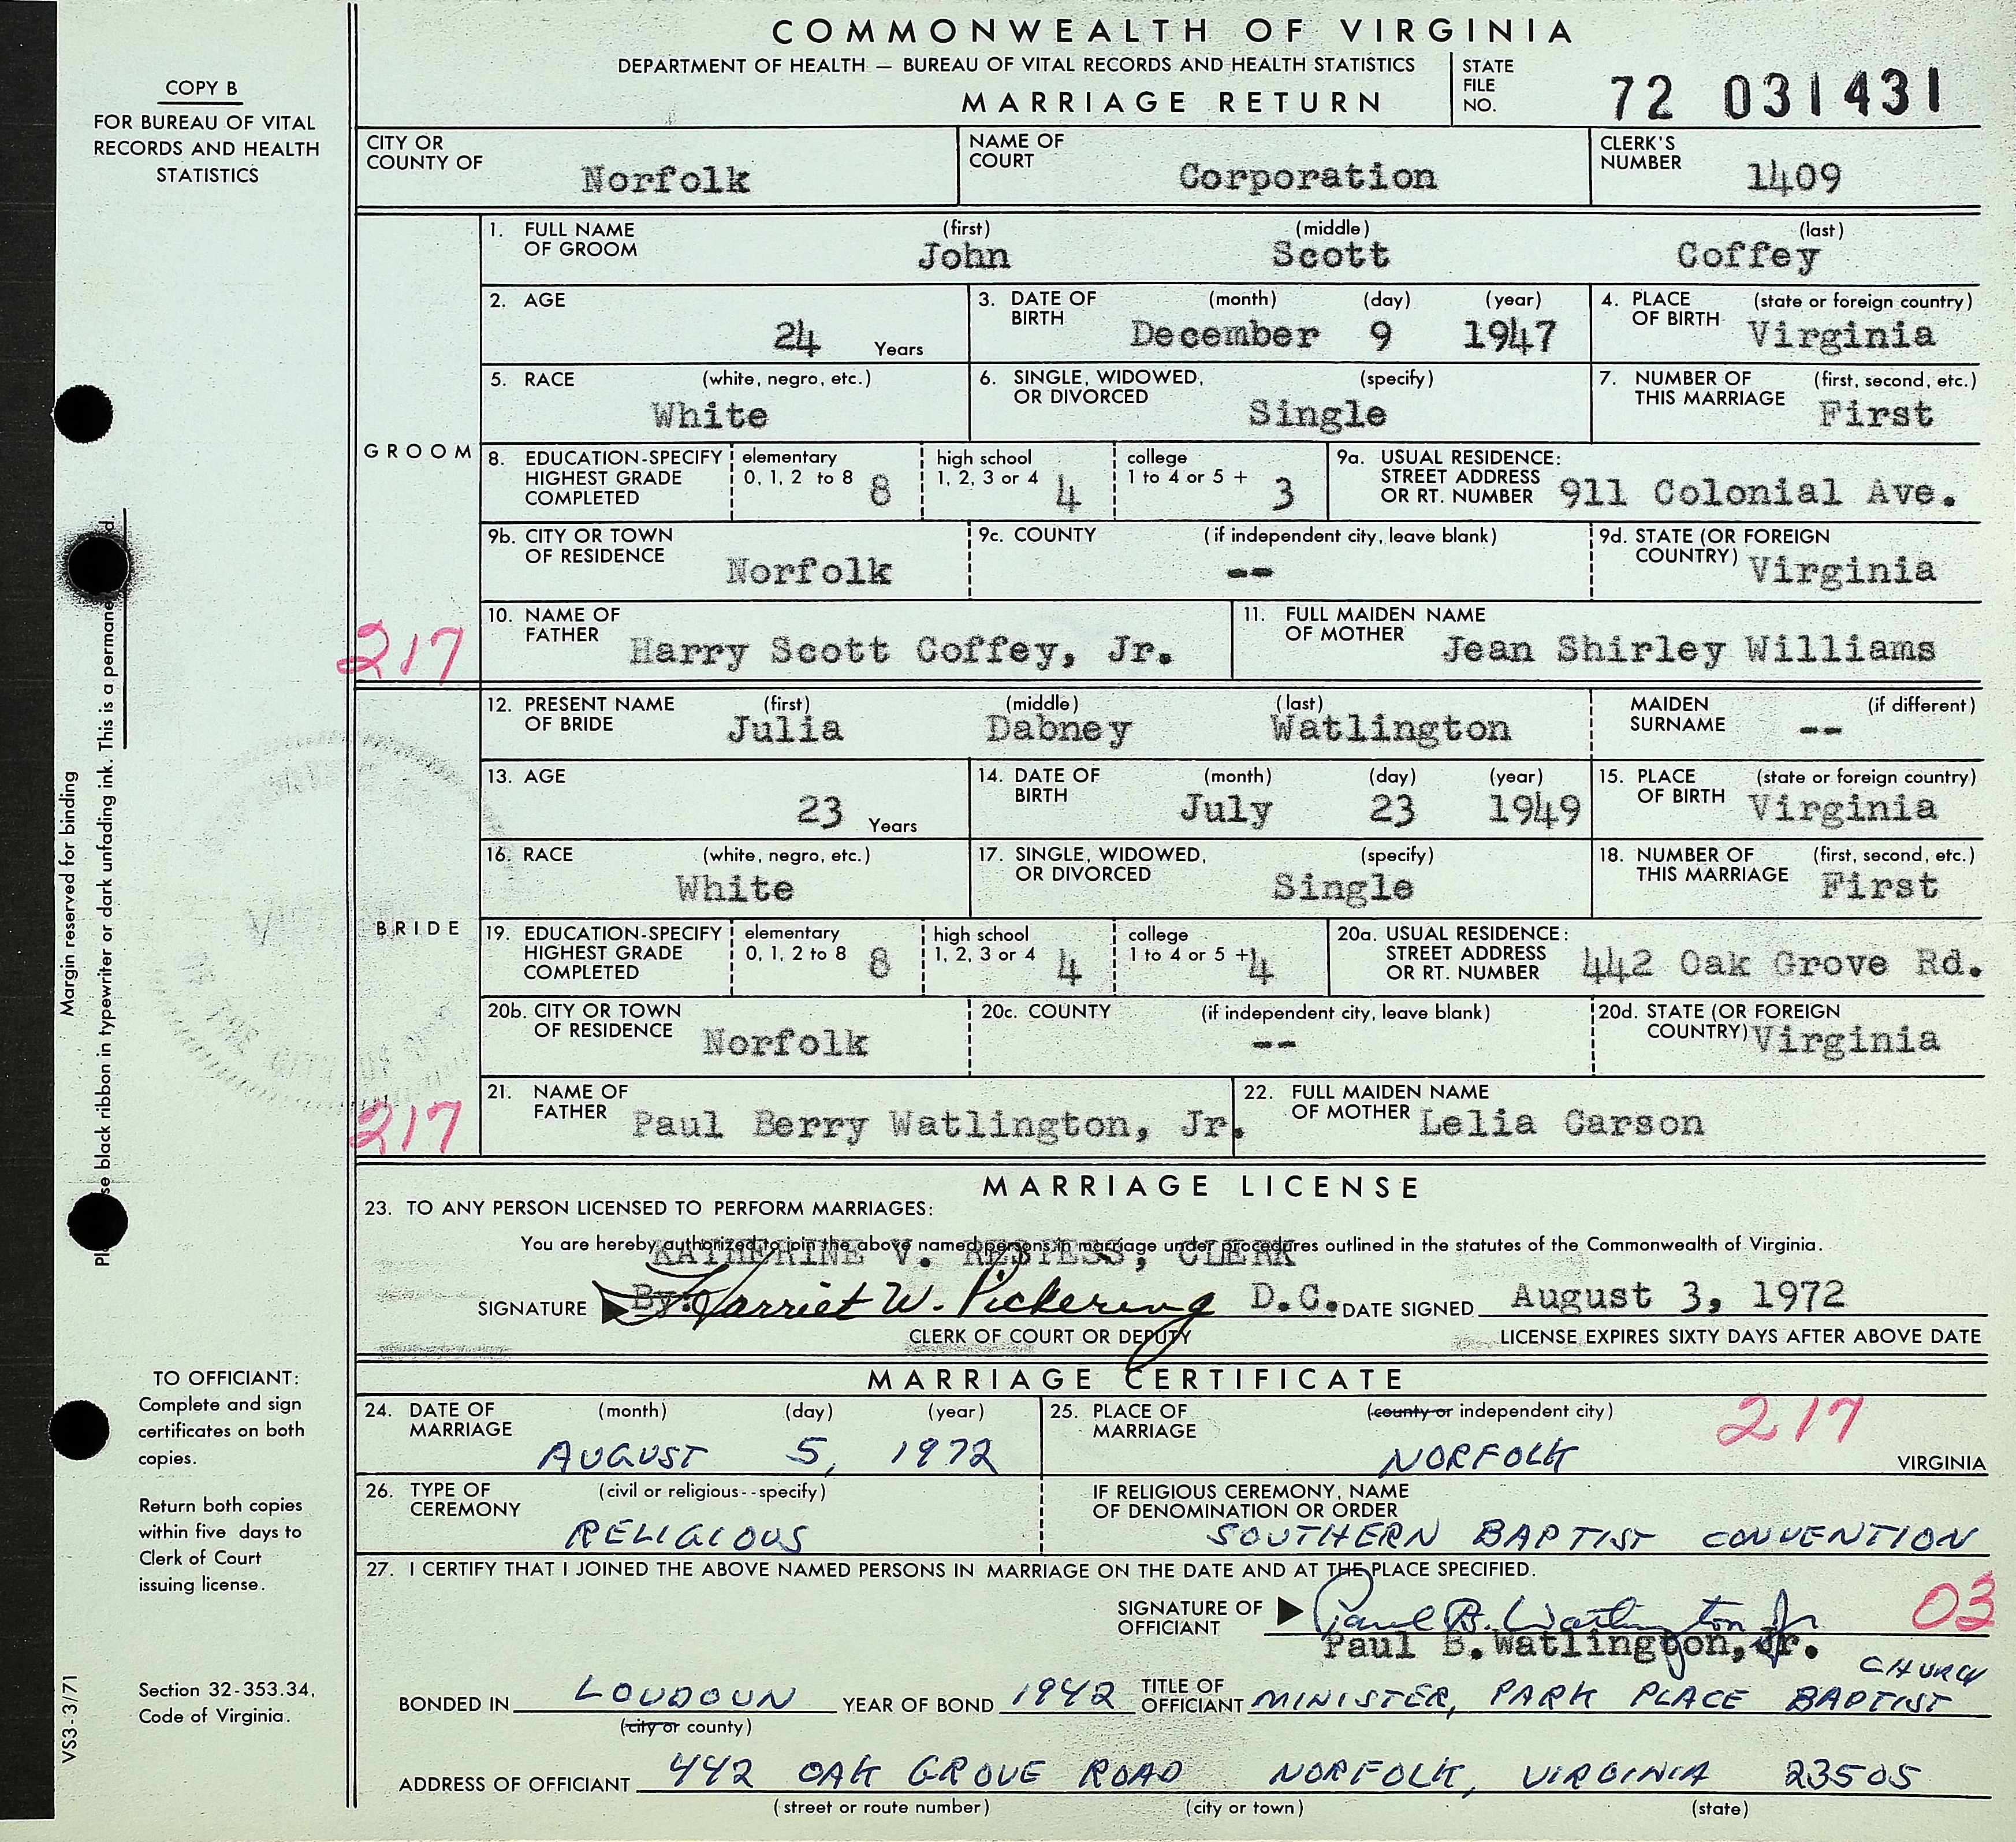 COMMONWEALTH OF VIRGINIA
DEPARTMENT OF HEALTH — BUREAU OF VITAL RECORDS AND HEALTH STATISTICS
MARRIAGE RETURN
STATE FILE NO. 72 031431
COPY B
FOR BUREAU OF VITAL
RECORDS AND HEALTH
STATISTICS
CITY OR COUNTY OF Norfolk NAME OF COURT Corporation CLERK'S NUMBER 1409
GROOM
1. FULL NAME OF GROOM (first) John (middle) Scott (last) Coffey
2. AGE 24 Years 3. DATE OF BIRTH (month) December (day) 9 (year) 1947 4. PLACE OF BIRTH (state or foreign country) Virginia
5. RACE (white, negro, etc.) White 6. SINGLE, WIDOWED, OR DIVORCED (specify) Single 7. NUMBER OF THIS MARRIAGE (first, second, etc.) First
8. EDUCATION-SPECIFY HIGHEST GRADE COMPLETED elementary 0, 1, 2 to 8 8 high school 1, 2, 3 or 4 4 college 1 to 4 or 5 + 3 9a. USUAL RESIDENCE: STREET ADDRESS OR RT. NUMBER 911 Colonial Ave.
9b. CITY OR TOWN OF RESIDENCE Norfolk 9c. COUNTY (if independent city, leave blank) -- 9d. STATE (OR FOREIGN COUNTRY) Virginia
217
10. NAME OF FATHER Harry Scott Coffey, Jr. 11. FULL MAIDEN NAME OF MOTHER Jean Shirley Williams
BRIDE
12. PRESENT NAME OF BRIDE (first) Julia (middle) Dabney (last) Watlington MAIDEN SURNAME (if different) --
13. AGE 23 Years 14. DATE OF BIRTH (month) July (day) 23 (year) 1949 15. PLACE OF BIRTH (state or foreign country) Virginia
16. RACE (white, negro, etc.) White 17. SINGLE, WIDOWED, OR DIVORCED (specify) Single 18. NUMBER OF THIS MARRIAGE (first, second, etc.) First
19. EDUCATION-SPECIFY HIGHEST GRADE COMPLETED elementary 0, 1, 2 to 8 8 high school 1, 2, 3 or 4 4 college 1 to 4 or 5 + 4 20a. USUAL RESIDENCE: STREET ADDRESS OR RT. NUMBER 442 Oak Grove Rd.
20b. CITY OR TOWN OF RESIDENCE Norfolk 20c. COUNTY (if independent city, leave blank) -- 20d. STATE (OR FOREIGN COUNTRY) Virginia
217
21. NAME OF FATHER Paul Berry Watlington, Jr. 22. FULL MAIDEN NAME OF MOTHER Lelia Carson
MARRIAGE LICENSE
23. TO ANY PERSON LICENSED TO PERFORM MARRIAGES:
You are hereby authorized to join the above named persons in marriage under procedures outlined in the statutes of the Commonwealth of Virginia.
KATHERINE V. RESPESS, CLERK
SIGNATURE By: Harriet W. Pickering D.C. DATE SIGNED August 3, 1972
CLERK OF COURT OR DEPUTY LICENSE EXPIRES SIXTY DAYS AFTER ABOVE DATE
MARRIAGE CERTIFICATE
24. DATE OF MARRIAGE (month) AUGUST (day) 5, (year) 1972 25. PLACE OF MARRIAGE (county or independent city) NORFOLK 217 VIRGINIA
26. TYPE OF CEREMONY (civil or religious--specify) RELIGIOUS IF RELIGIOUS CEREMONY, NAME OF DENOMINATION OR ORDER SOUTHERN BAPTIST CONVENTION
27. I CERTIFY THAT I JOINED THE ABOVE NAMED PERSONS IN MARRIAGE ON THE DATE AND AT THE PLACE SPECIFIED.
SIGNATURE OF OFFICIANT Paul B. Watlington Jr 03
Paul B. Watlington, Jr.
BONDED IN LOUDOUN (city or county) YEAR OF BOND 1942 TITLE OF OFFICIANT MINISTER, PARK PLACE BAPTIST CHURCH
ADDRESS OF OFFICIANT 442 OAK GROVE ROAD NORFOLK, VIRGINIA 23505
(street or route number) (city or town) (state)
TO OFFICIANT:
Complete and sign
certificates on both
copies.
Return both copies
within five days to
Clerk of Court
issuing license.
Section 32-353.34,
Code of Virginia.
Margin reserved for binding
se black ribbon in typewriter or dark unfading ink. This is a permane
VS3-3/71